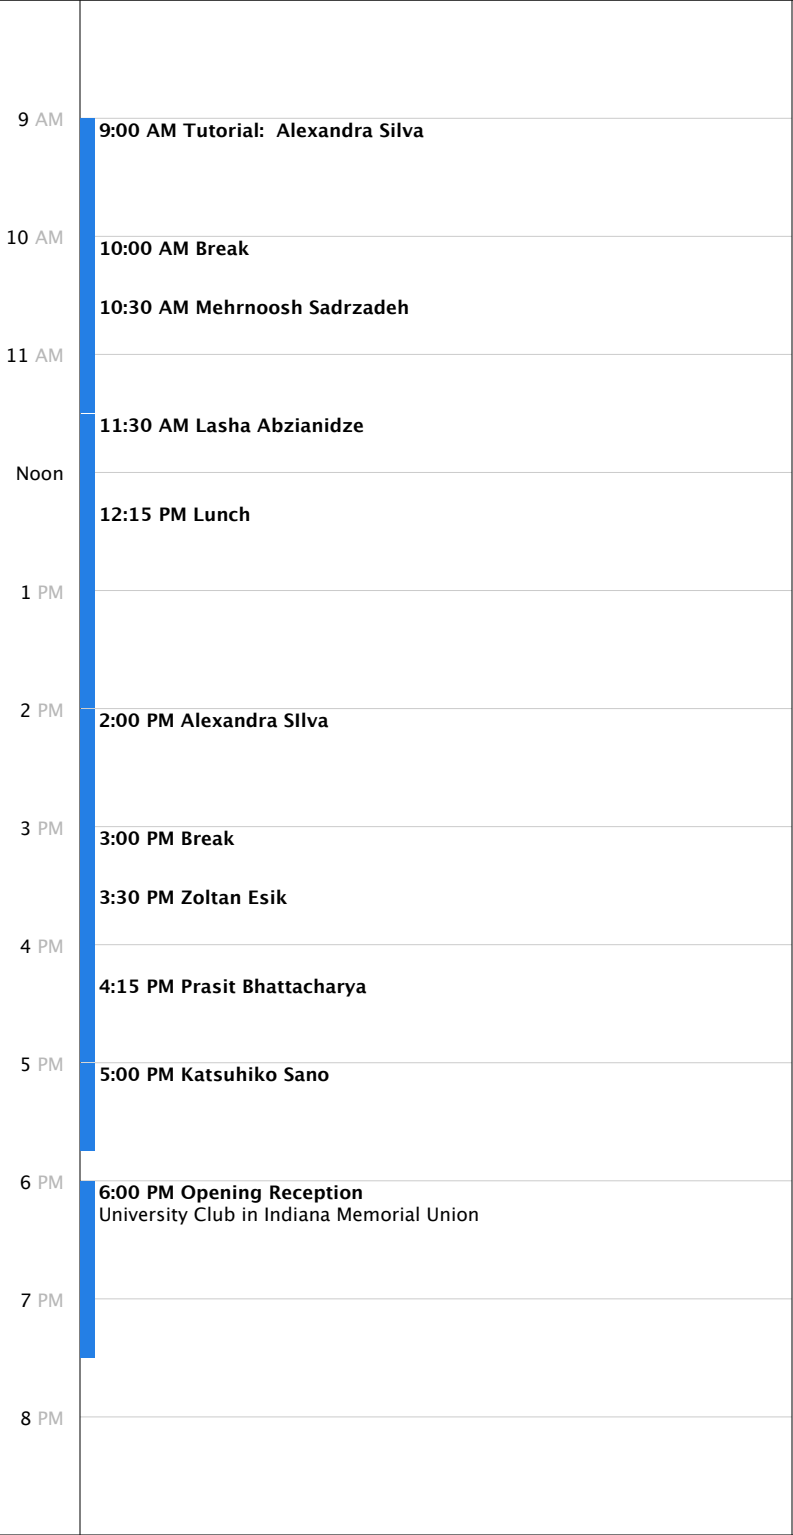 9 AM
9:00 AM Tutorial:  Alexandra Silva
10 AM
10:00 AM Break
10:30 AM Mehrnoosh Sadrzadeh
11 AM
11:30 AM Lasha Abzianidze
Noon
12:15 PM Lunch
1 PM
2 PM
2:00 PM Alexandra SIlva
3 PM
3:00 PM Break
3:30 PM Zoltan Esik
4 PM
4:15 PM Prasit Bhattacharya
5 PM
5:00 PM Katsuhiko Sano
6 PM
6:00 PM Opening Reception
University Club in Indiana Memorial Union
7 PM
8 PM